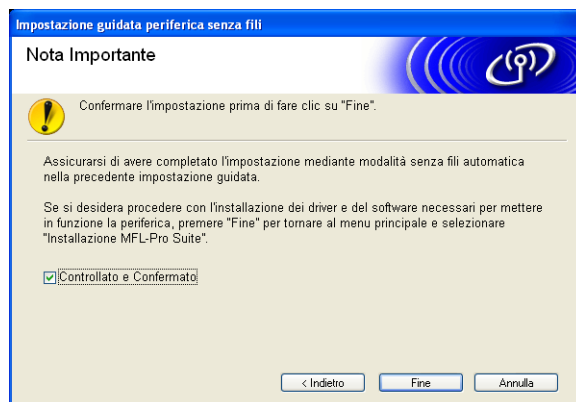 Impostazione guidata periferica senza fili
Nota Importante
Confermare l'impostazione prima di fare clic su "Fine".
Assicurarsi di avere completato l'impostazione mediante modalità senza fili automatica
nella precedente impostazione guidata.
Se si desidera procedere con l'installazione dei driver e del software necessari per mettere
in funzione la periferica, premere "Fine" per tornare al menu principale e selezionare
"Installazione MFL-Pro Suite".
Controllato e Confermato
< Indietro
Fine
Annulla